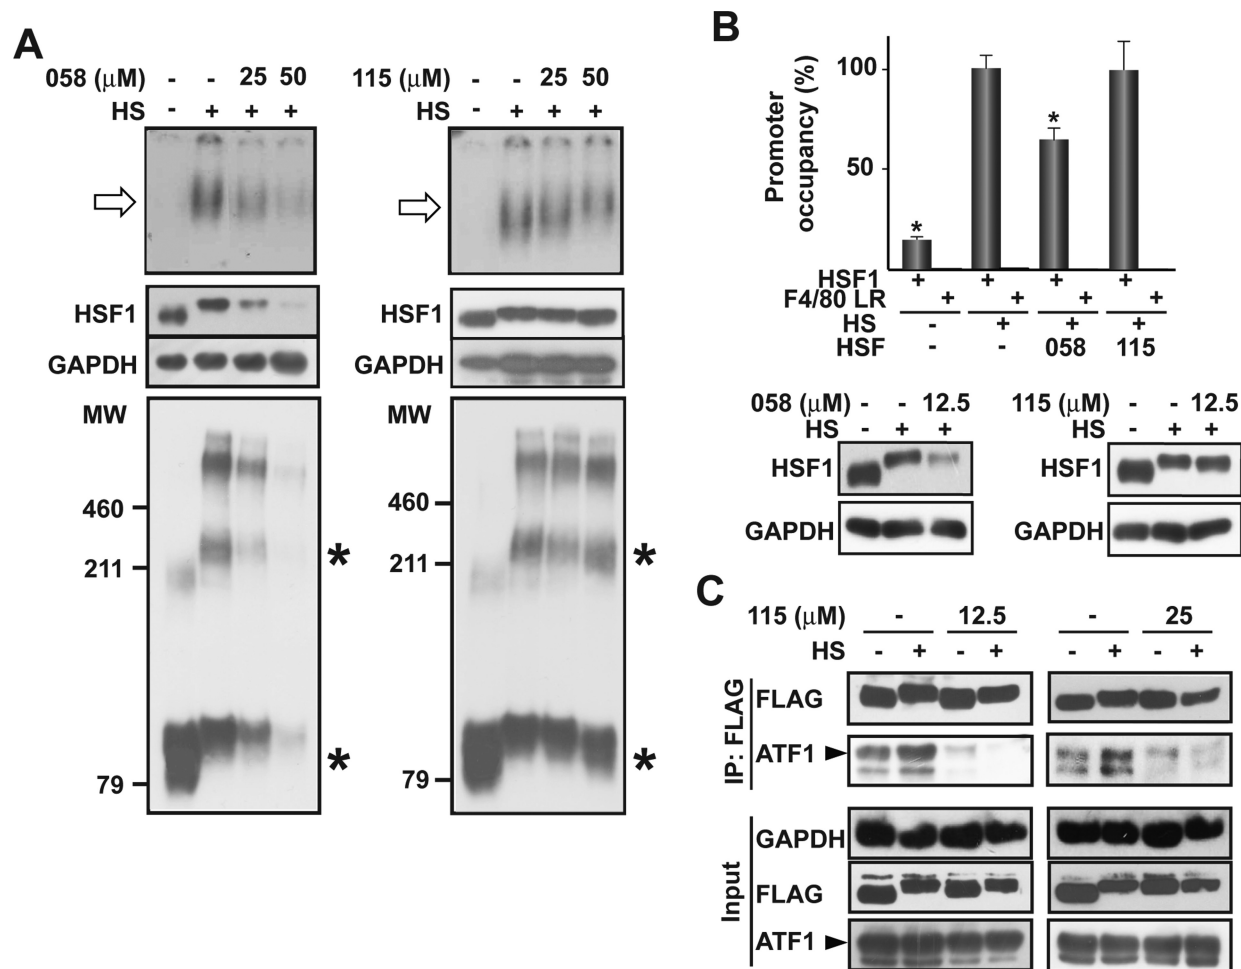 A
058 (μM) - - 25 50
HS - + + +
HSF1
GAPDH
MW
460
211
*
79
*
115 (μM) - - 25 50
HS - + + +
HSF1
GAPDH
MW
460
211
*
79
*
B
Promoter
occupancy (%)
100
50
*
*
HSF1 + + + +
F4/80 LR + + + +
HS - + + +
HSF - - 058 115
058 (μM) - - 12.5
HS - + +
HSF1
GAPDH
115 (μM) - - 12.5
HS - + +
HSF1
GAPDH
C
115 (μM) - 12.5 - 25
HS - + - + - + - +
IP: FLAG
FLAG
ATF1
Input
GAPDH
FLAG
ATF1